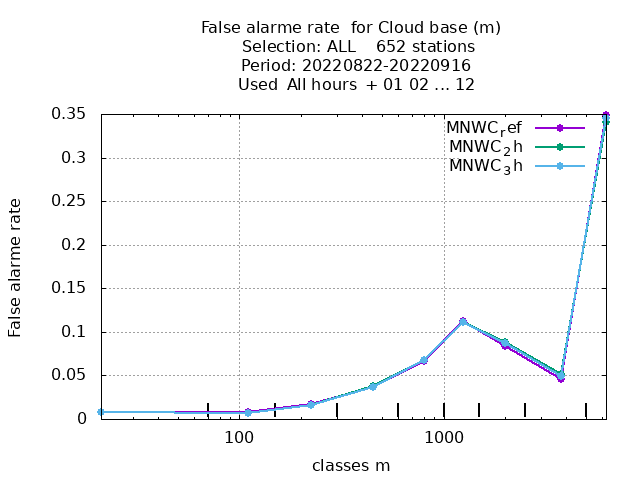 False alarme rate  for Cloud base (m)
Selection: ALL    652 stations
Period: 20220822-20220916
Used  All hours  + 01 02 ... 12
0.35
0.3
0.25
0.2
0.15
0.1
0.05
0
False alarme rate
MNWC_ref
MNWC_2h
MNWC_3h
100
1000
classes m